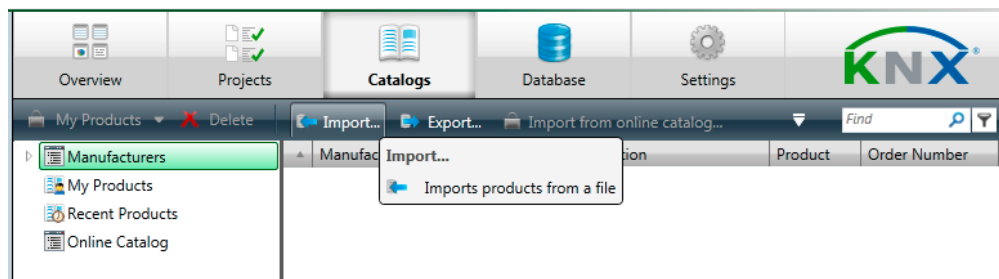 Overview Projects Catalogs Database Settings KNX®
My Products Delete Import... Export... Import from online catalog... Find
Manufacturers Manufac tion Product Order Number
Import...
My Products Imports products from a file
Recent Products
Online Catalog